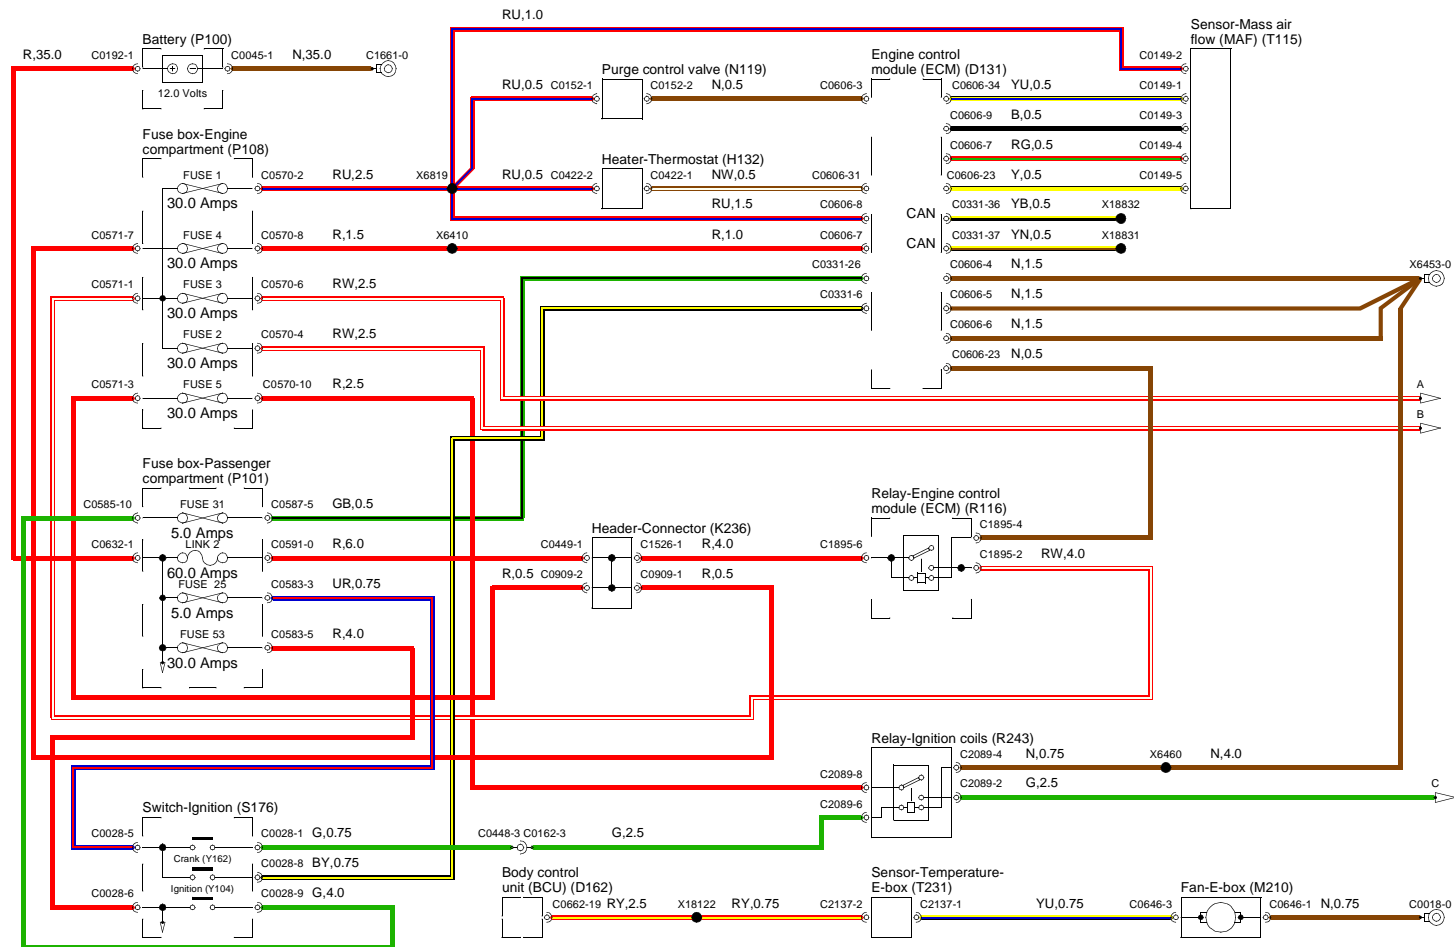 RU,1.0
Sensor-Mass air
flow (MAF) (T115)
Battery (P100)
R,35.0
C0192-1
C0045-1
N,35.0
C1661-0
12.0 Volts
Engine control
module (ECM) (D131)
C0149-2
Purge control valve (N119)
RU,0.5
C0152-1
C0152-2
N,0.5
C0606-3
C0606-34
YU,0.5
C0149-1
C0606-9
B,0.5
C0149-3
Fuse box-Engine
compartment (P108)
C0606-7
RG,0.5
C0149-4
Heater-Thermostat (H132)
FUSE 1
30.0 Amps
C0570-2
RU,2.5
X6819
RU,0.5
C0422-2
C0422-1
NW,0.5
C0606-31
C0606-23
Y,0.5
C0149-5
RU,1.5
C0606-8
CAN
C0331-36
YB,0.5
X18832
C0571-7
FUSE 4
30.0 Amps
C0570-8
R,1.5
X6410
R,1.0
C0606-7
CAN
C0331-37
YN,0.5
X18831
C0331-26
C0606-4
N,1.5
X6453-0
C0571-1
FUSE 3
30.0 Amps
C0570-6
RW,2.5
C0331-6
C0606-5
N,1.5
C0606-6
N,1.5
FUSE 2
30.0 Amps
C0570-4
RW,2.5
C0606-23
N,0.5
C0571-3
FUSE 5
30.0 Amps
C0570-10
R,2.5
A
B
Fuse box-Passenger
compartment (P101)
C0585-10
FUSE 31
5.0 Amps
C0587-5
GB,0.5
Relay-Engine control
module (ECM) (R116)
C1895-4
Header-Connector (K236)
C0632-1
LINK 2
60.0 Amps
C0591-0
R,6.0
C0449-1
C1526-1
R,4.0
C1895-6
C1895-2
RW,4.0
FUSE 25
5.0 Amps
C0583-3
UR,0.75
R,0.5
C0909-2
C0909-1
R,0.5
FUSE 53
30.0 Amps
C0583-5
R,4.0
Relay-Ignition coils (R243)
C2089-4
N,0.75
X6460
N,4.0
C2089-8
C2089-2
G,2.5
C
C2089-6
Switch-Ignition (S176)
C0028-5
C0028-1
G,0.75
Crank (Y162)
C0448-3
C0162-3
G,2.5
C0028-8
BY,0.75
Ignition (Y104)
C0028-6
C0028-9
G,4.0
Body control
unit (BCU) (D162)
C0662-19
RY,2.5
X18122
RY,0.75
Sensor-Temperature-
E-box (T231)
C2137-2
C2137-1
YU,0.75
Fan-E-box (M210)
C0646-3
C0646-1
N,0.75
C0018-0